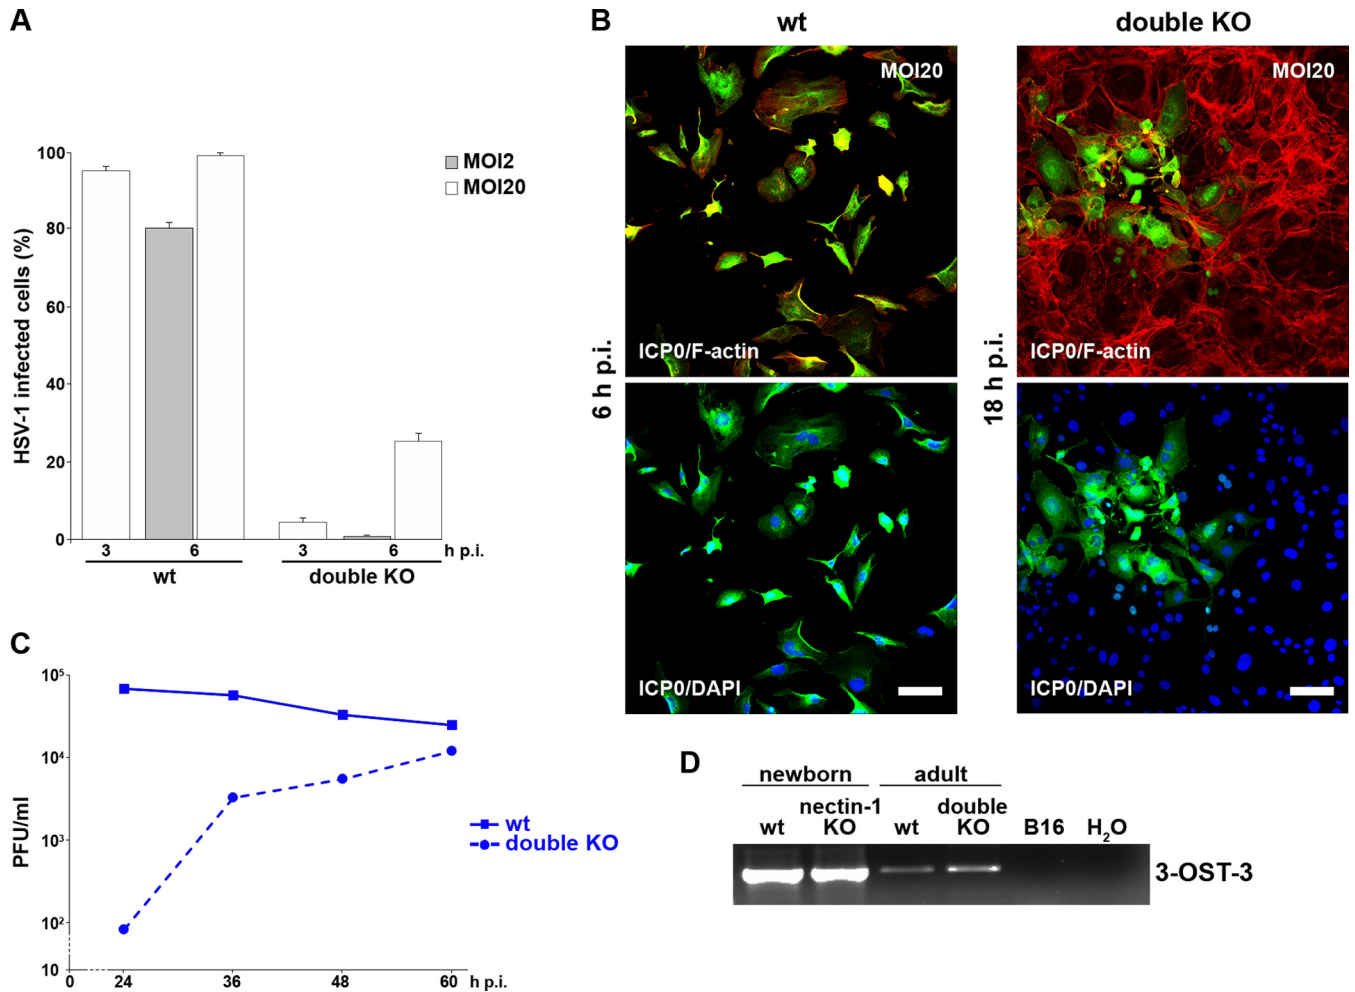 A
100
80
60
40
20
0
HSV-1 infected cells (%)
MOI2
MOI20
3 6 3 6 h p.i.
wt double KO
B
wt double KO
6 h p.i.
MOI20
ICP0/F-actin
ICP0/DAPI
18 h p.i.
MOI20
ICP0/F-actin
ICP0/DAPI
C
10⁵
10⁴
10³
10²
10
PFU/ml
wt
double KO
0 24 36 48 60 h p.i.
D
newborn adult
nectin-1 double
wt KO wt KO B16 H₂O
3-OST-3